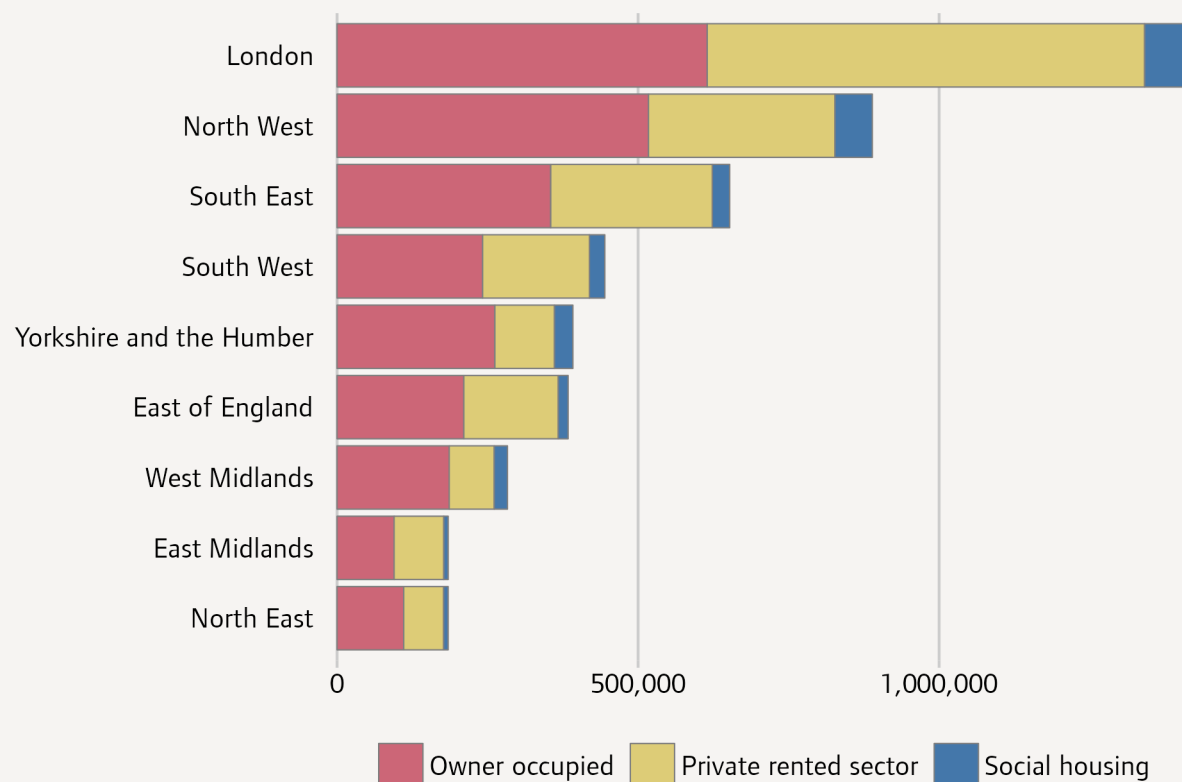 London
North West
South East
South West
Yorkshire and the Humber
East of England
West Midlands
East Midlands
North East
0 500,000 1,000,000
Owner occupied Private rented sector Social housing